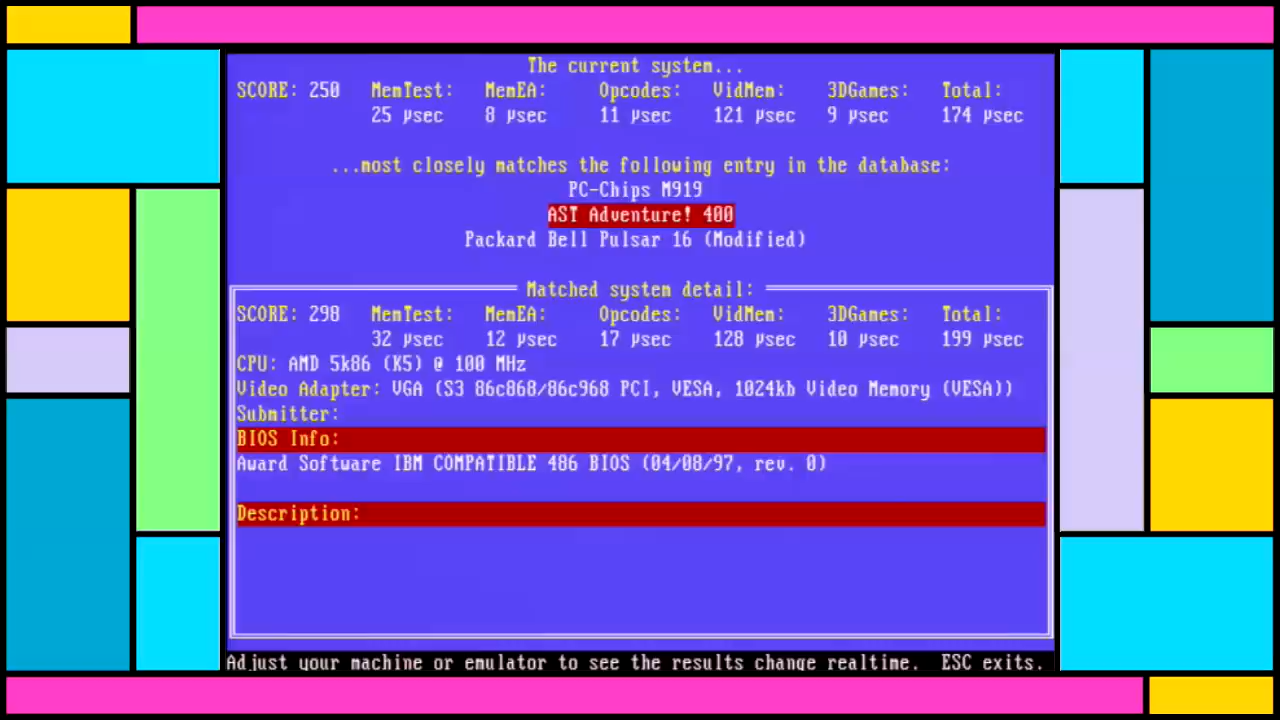 The current system...
SCORE: 250 MemTest: MemEA: Opcodes: VidMem: 3DGames: Total:
25 µsec 8 µsec 11 µsec 121 µsec 9 µsec 174 µsec
...most closely matches the following entry in the database:
PC-Chips M919
AST Adventure! 400
Packard Bell Pulsar 16 (Modified)
Matched system detail:
SCORE: 298 MemTest: MemEA: Opcodes: VidMem: 3DGames: Total:
32 µsec 12 µsec 17 µsec 128 µsec 10 µsec 199 µsec
CPU: AMD 5k86 (K5) @ 100 MHz
Video Adapter: VGA (S3 86c868/86c968 PCI, VESA, 1024kb Video Memory (VESA))
Submitter:
BIOS Info:
Award Software IBM COMPATIBLE 486 BIOS (04/08/97, rev. 0)
Description:
Adjust your machine or emulator to see the results change realtime. ESC exits.